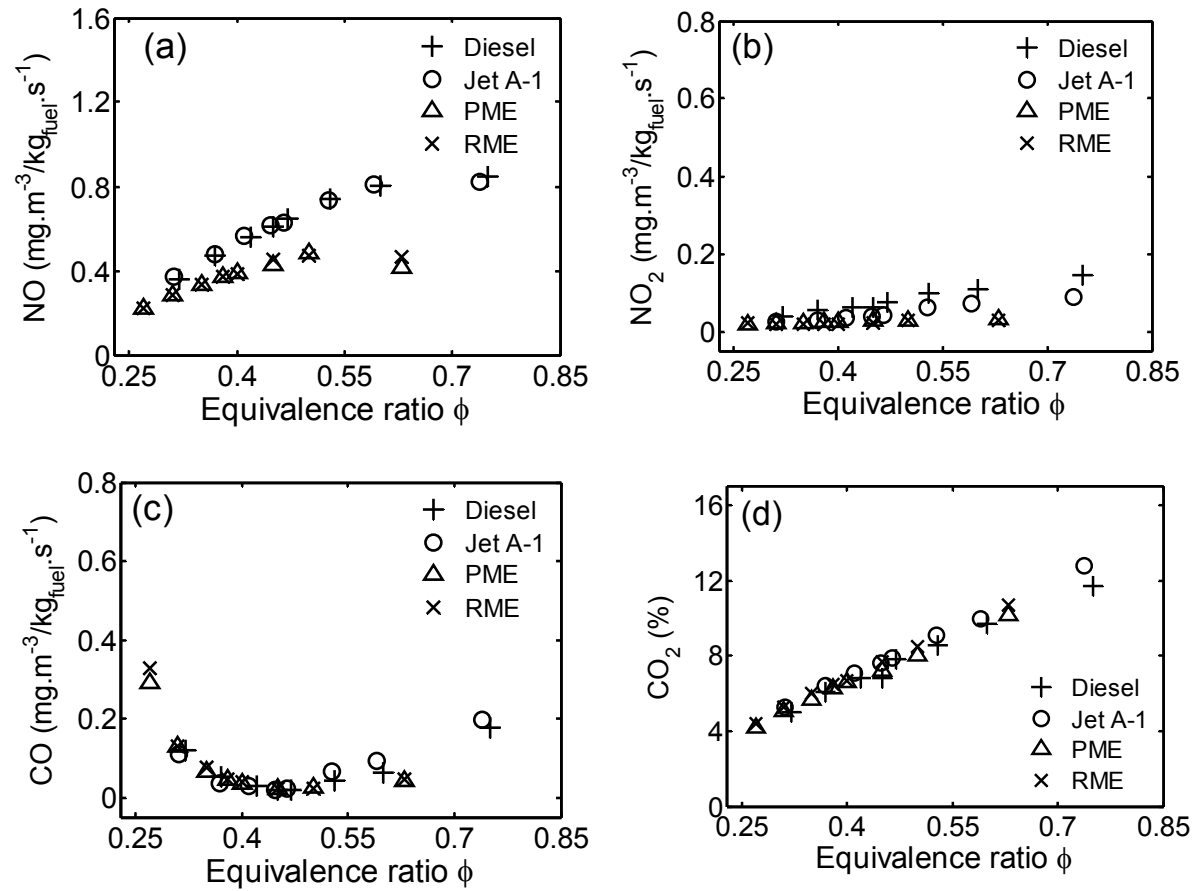 (a)
1.6
1.2
0.8
0.4
0
NO (mg.m⁻³/kg_fuel.s⁻¹)
Diesel
Jet A-1
PME
RME
0.25 0.4 0.55 0.7 0.85
Equivalence ratio ϕ
(b)
0.8
0.6
0.4
0.2
0
NO₂ (mg.m⁻³/kg_fuel.s⁻¹)
Diesel
Jet A-1
PME
RME
0.25 0.4 0.55 0.7 0.85
Equivalence ratio ϕ
(c)
0.8
0.6
0.4
0.2
0
CO (mg.m⁻³/kg_fuel.s⁻¹)
Diesel
Jet A-1
PME
RME
0.25 0.4 0.55 0.7 0.85
Equivalence ratio ϕ
(d)
16
12
8
4
0
CO₂ (%)
Diesel
Jet A-1
PME
RME
0.25 0.4 0.55 0.7 0.85
Equivalence ratio ϕ